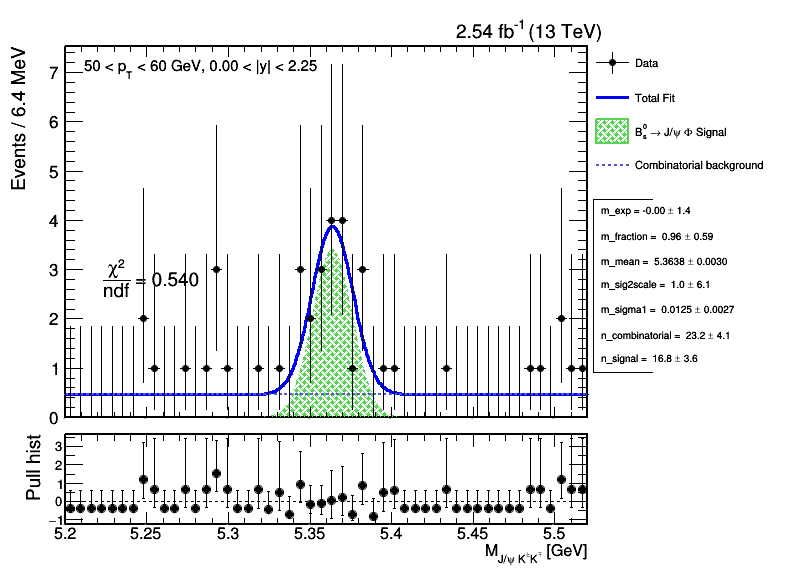 2.54 fb⁻¹ (13 TeV)
50 < p_T < 60 GeV, 0.00 < |y| < 2.25
Events / 6.4 MeV
7
6
5
4
3
2
1
0
χ²/ndf = 0.540
Data
Total Fit
B_s^0 → J/ψ Φ Signal
Combinatorial background
m_exp = -0.00 ± 1.4
m_fraction = 0.96 ± 0.59
m_mean = 5.3638 ± 0.0030
m_sig2scale = 1.0 ± 6.1
m_sigma1 = 0.0125 ± 0.0027
n_combinatorial = 23.2 ± 4.1
n_signal = 16.8 ± 3.6
Pull hist
3
2
1
0
−1
5.2 5.25 5.3 5.35 5.4 5.45 5.5
M_{J/ψ K^±K^∓} [GeV]